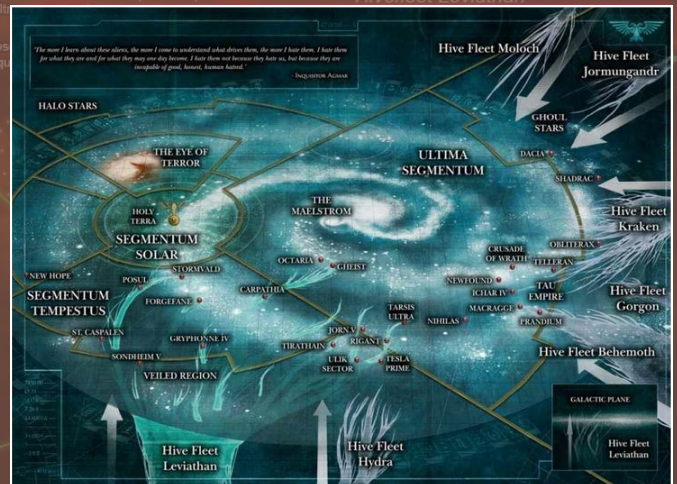 'The more I learn about these aliens, the more I come to understand what drives them, the more I hate them. I hate them
for what they are and for what they may one day become. I hate them not because they hate us, but because they are
incapable of good, honest, human hatred.'
- Inquisitor Agmar
Hive Fleet Moloch
Hive Fleet
Jormungandr
HALO STARS
GHOUL
STARS
THE EYE OF
TERROR
ULTIMA
SEGMENTUM
DACIA
SHADRAC
HOLY
TERRA
THE
MAELSTROM
Hive Fleet
Kraken
SEGMENTUM
SOLAR
OBLITERAX
CRUSADE
OF WRATH
TELLERAN
OCTARIA
GHEIST
NEW HOPE
POSUL
STORMVALD
NEWFOUND
TAU
EMPIRE
Hive Fleet
Gorgon
SEGMENTUM
TEMPESTUS
FORGEFANE
CARPATHIA
ICHAR IV
MACRAGGE
PRANDIUM
TARSIS
ULTRA
NIHILAS
ST. CASPALEN
GRYPHONNE IV
JORN V
RIGANT
TIRATHAIN
Hive Fleet Behemoth
SONDHEIM V
ULIK
SECTOR
TESLA
PRIME
VEILED REGION
GALACTIC PLANE
Hive Fleet
Leviathan
Hive Fleet
Leviathan
Hive Fleet
Hydra